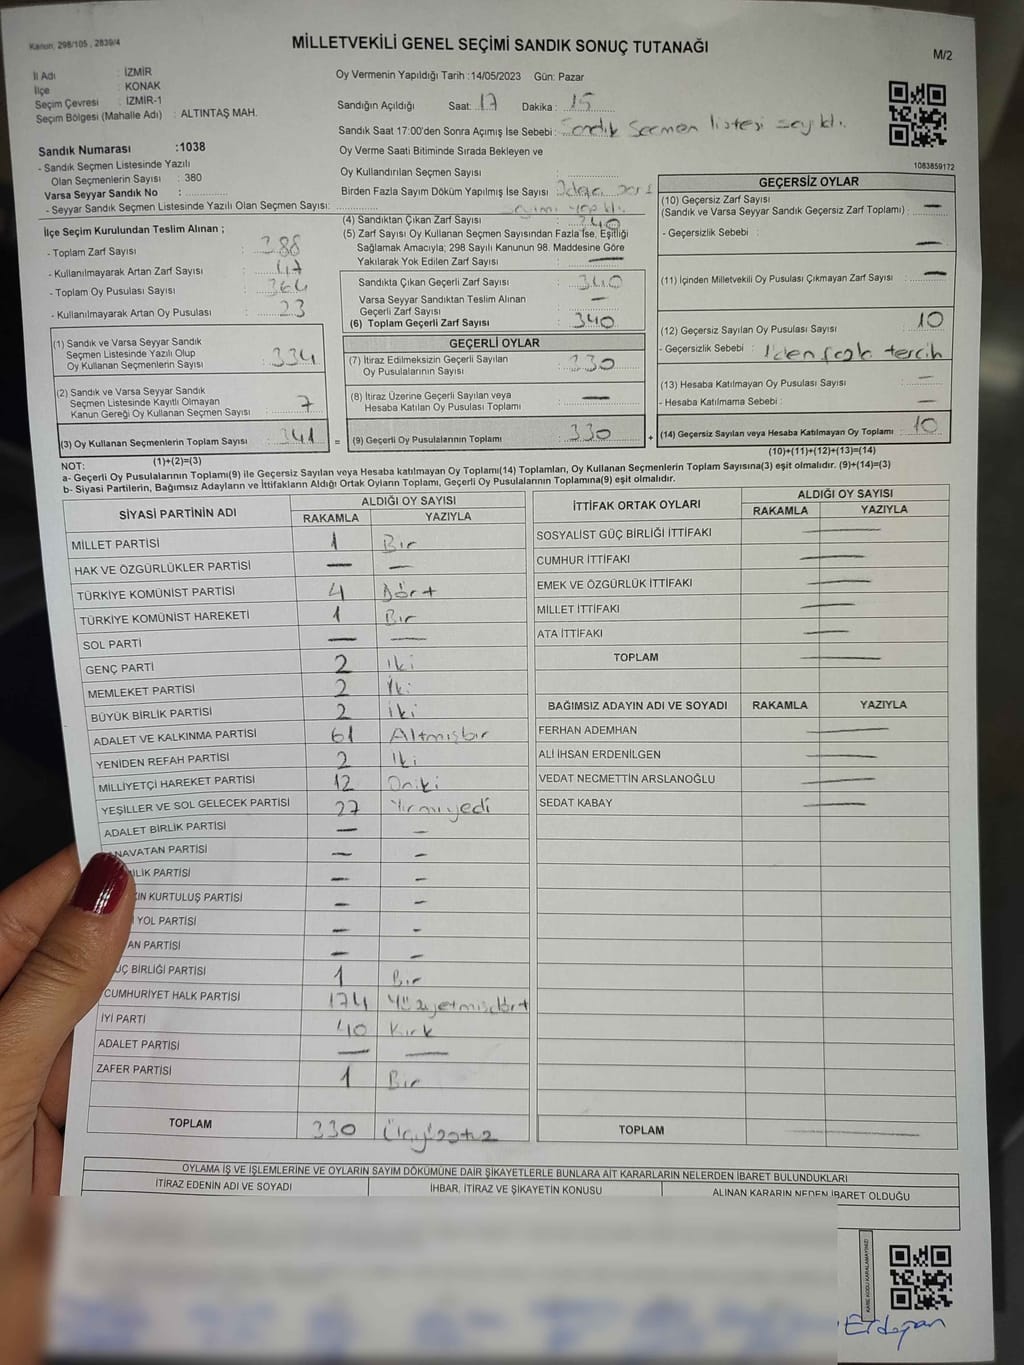 Kanun, 298/105 , 2839/4
MİLLETVEKİLİ GENEL SEÇİMİ SANDIK SONUÇ TUTANAĞI
M/2
İl Adı : İZMİR
İlçe : KONAK
Seçim Çevresi : İZMİR-1
Seçim Bölgesi (Mahalle Adı) : ALTINTAŞ MAH.
Oy Vermenin Yapıldığı Tarih :14/05/2023 Gün: Pazar
Sandığın Açıldığı Saat: 17 Dakika : 15
Sandık Saat 17:00'den Sonra Açımış İse Sebebi : Sandık Seçmen listesi sayıldı.
Oy Verme Saati Bitiminde Sırada Bekleyen ve
Oy Kullandırılan Seçmen Sayısı :
Birden Fazla Sayım Döküm Yapılmış İse Sayısı
1083859172
Sandık Numarası :1038
- Sandık Seçmen Listesinde Yazılı
Olan Seçmenlerin Sayısı : 380
Varsa Seyyar Sandık No :
- Seyyar Sandık Seçmen Listesinde Yazılı Olan Seçmen Sayısı:
İlçe Seçim Kurulundan Teslim Alınan ;
- Toplam Zarf Sayısı : 388
- Kullanılmayarak Artan Zarf Sayısı : 47
- Toplam Oy Pusulası Sayısı : 364
- Kullanılmayarak Artan Oy Pusulası : 23
(1) Sandık ve Varsa Seyyar Sandık
Seçmen Listesinde Yazılı Olup
Oy Kullanan Seçmenlerin Sayısı : 334
(2) Sandık ve Varsa Seyyar Sandık
Seçmen Listesinde Kayıtlı Olmayan
Kanun Gereği Oy Kullanan Seçmen Sayısı : 7
(3) Oy Kullanan Seçmenlerin Toplam Sayısı : 341 =
(1)+(2)=(3)
(4) Sandıktan Çıkan Zarf Sayısı : 340
(5) Zarf Sayısı Oy Kullanan Seçmen Sayısından Fazla İse, Eşitliği
Sağlamak Amacıyla; 298 Sayılı Kanunun 98. Maddesine Göre
Yakılarak Yok Edilen Zarf Sayısı : —
Sandıkta Çıkan Geçerli Zarf Sayısı : 340
Varsa Seyyar Sandıktan Teslim Alınan
Geçerli Zarf Sayısı : —
(6) Toplam Geçerli Zarf Sayısı : 340
GEÇERLİ OYLAR
(7) İtiraz Edilmeksizin Geçerli Sayılan
Oy Pusulalarının Sayısı : 330
(8) İtiraz Üzerine Geçerli Sayılan veya
Hesaba Katılan Oy Pusulası Toplamı : —
(9) Geçerli Oy Pusulalarının Toplamı : 330 +
GEÇERSİZ OYLAR
(10) Geçersiz Zarf Sayısı
(Sandık ve Varsa Seyyar Sandık Geçersiz Zarf Toplamı) : —
- Geçersizlik Sebebi : —
(11) İçinden Milletvekili Oy Pusulası Çıkmayan Zarf Sayısı : —
(12) Geçersiz Sayılan Oy Pusulası Sayısı : 10
- Geçersizlik Sebebi : 1'den fazla tercih
(13) Hesaba Katılmayan Oy Pusulası Sayısı : —
- Hesaba Katılmama Sebebi : —
(14) Geçersiz Sayılan veya Hesaba Katılmayan Oy Pusulası Toplamı : 10
(10)+(11)+(12)+(13)=(14)
NOT:
a- Geçerli Oy Pusulalarının Toplamı(9) ile Geçersiz Sayılan veya Hesaba katılmayan Oy Toplamı(14) Toplamları, Oy Kullanan Seçmenlerin Toplam Sayısına(3) eşit olmalıdır. (9)+(14)=(3)
b- Siyasi Partilerin, Bağımsız Adayların ve İttifakların Aldığı Ortak Oyların Toplamı, Geçerli Oy Pusulalarının Toplamına(9) eşit olmalıdır.
SİYASİ PARTİNİN ADI ALDIĞI OY SAYISI
RAKAMLA YAZIYLA
MİLLET PARTİSİ 1 Bir
HAK VE ÖZGÜRLÜKLER PARTİSİ — —
TÜRKİYE KOMÜNİST PARTİSİ 4 Dört
TÜRKİYE KOMÜNİST HAREKETİ 1 Bir
SOL PARTİ — —
GENÇ PARTİ 2 İki
MEMLEKET PARTİSİ 2 İki
BÜYÜK BİRLİK PARTİSİ 2 İki
ADALET VE KALKINMA PARTİSİ 61 Altmışbir
YENİDEN REFAH PARTİSİ 2 İki
MİLLİYETÇİ HAREKET PARTİSİ 12 Oniki
YEŞİLLER VE SOL GELECEK PARTİSİ 27 Yirmiyedi
ADALET BİRLİK PARTİSİ — —
NAVATAN PARTİSİ — —
İLİK PARTİSİ — —
KIN KURTULUŞ PARTİSİ — —
YOL PARTİSİ — —
AN PARTİSİ — —
ÜÇ BİRLİĞİ PARTİSİ 1 Bir
CUMHURİYET HALK PARTİSİ 174 Yüzyetmişdört
İYİ PARTİ 40 Kırk
ADALET PARTİSİ — —
ZAFER PARTİSİ 1 Bir
TOPLAM 330 Üçyüzotuz
İTTİFAK ORTAK OYLARI ALDIĞI OY SAYISI
RAKAMLA YAZIYLA
SOSYALİST GÜÇ BİRLİĞİ İTTİFAKI —
CUMHUR İTTİFAKI —
EMEK VE ÖZGÜRLÜK İTTİFAKI —
MİLLET İTTİFAKI —
ATA İTTİFAKI —
TOPLAM —
BAĞIMSIZ ADAYIN ADI VE SOYADI RAKAMLA YAZIYLA
FERHAN ADEMHAN —
ALİ İHSAN ERDENİLGEN —
VEDAT NECMETTİN ARSLANOĞLU —
SEDAT KABAY —
TOPLAM —
OYLAMA İŞ VE İŞLEMLERİNE VE OYLARIN SAYIM DÖKÜMÜNE DAİR ŞİKAYETLERLE BUNLARA AİT KARARLARIN NELERDEN İBARET BULUNDUKLARI
İTİRAZ EDENİN ADI VE SOYADI İHBAR, İTİRAZ VE ŞİKAYETİN KONUSU ALINAN KARARIN NEDEN İBARET OLDUĞU
KARE KODU KARALAMAYINIZ!
Erdoğan